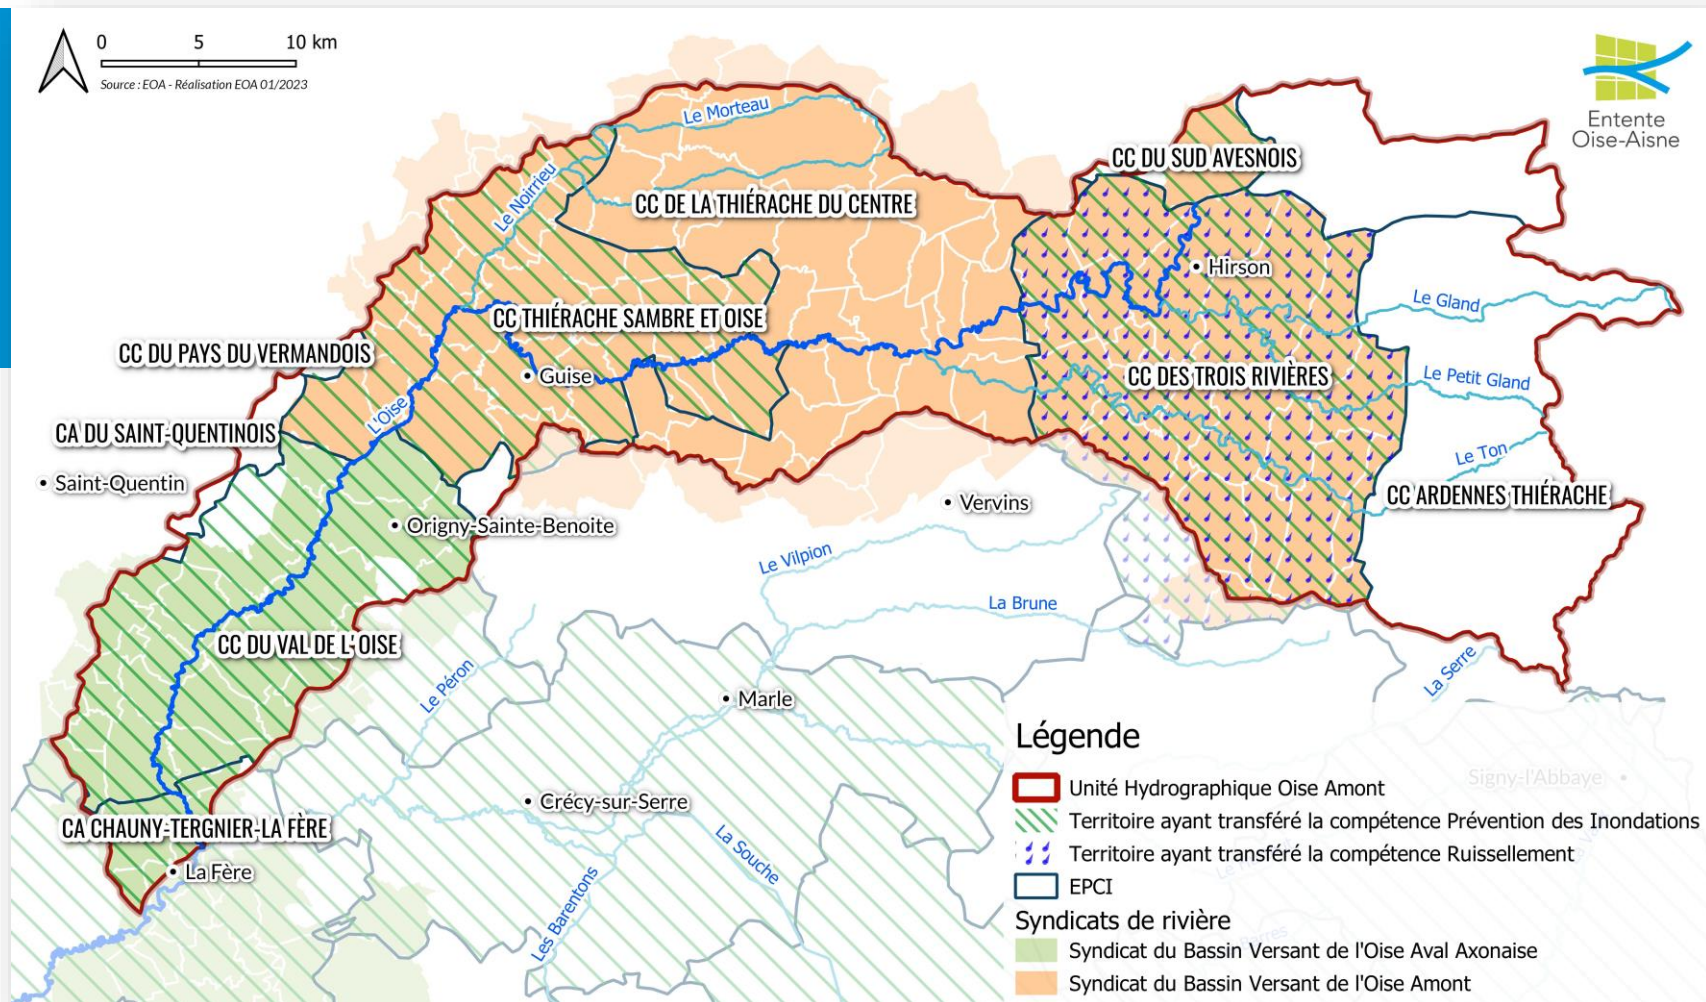 0 5 10 km
Source : EOA - Réalisation EOA 01/2023
Entente
Oise-Aisne
Le Morteau
CC DU SUD AVESNOIS
Le Noirrieu
CC DE LA THIÉRACHE DU CENTRE
Hirson
Le Gland
CC THIÉRACHE SAMBRE ET OISE
CC DU PAYS DU VERMANDOIS
Guise
CC DES TROIS RIVIÈRES
Le Petit Gland
L'Oise
CA DU SAINT-QUENTINOIS
Le Ton
Saint-Quentin
CC ARDENNES THIÉRACHE
Vervins
Origny-Sainte-Benoite
Le Vilpion
La Brune
CC DU VAL DE L'OISE
Le Péron
La Serre
Marle
Légende
Unité Hydrographique Oise Amont
Signy-l'Abbaye
Crécy-sur-Serre
Territoire ayant transféré la compétence Prévention des Inondations
CA CHAUNY-TERGNIER-LA FÈRE
Territoire ayant transféré la compétence Ruissellement
La Souche
La Fère
EPCI
Les Barentons
Syndicats de rivière
Syndicat du Bassin Versant de l'Oise Aval Axonaise
Syndicat du Bassin Versant de l'Oise Amont